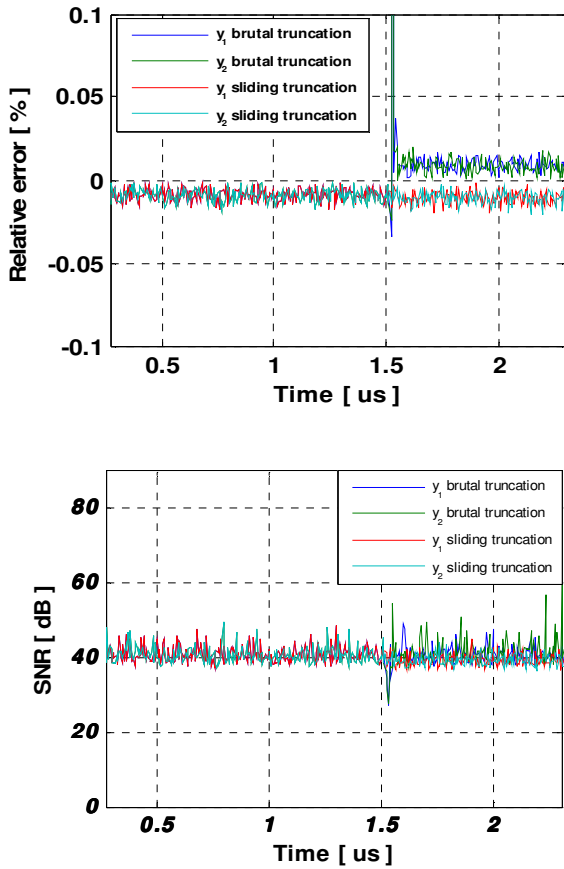 0.1
0.05
0
-0.05
-0.1
Relative error [ % ]
y1 brutal truncation
y2 brutal truncation
y1 sliding truncation
y2 sliding truncation
0.5 1 1.5 2
Time [ us ]
80
60
40
20
0
SNR [ dB ]
y1 brutal truncation
y2 brutal truncation
y1 sliding truncation
y2 sliding truncation
0.5 1 1.5 2
Time [ us ]